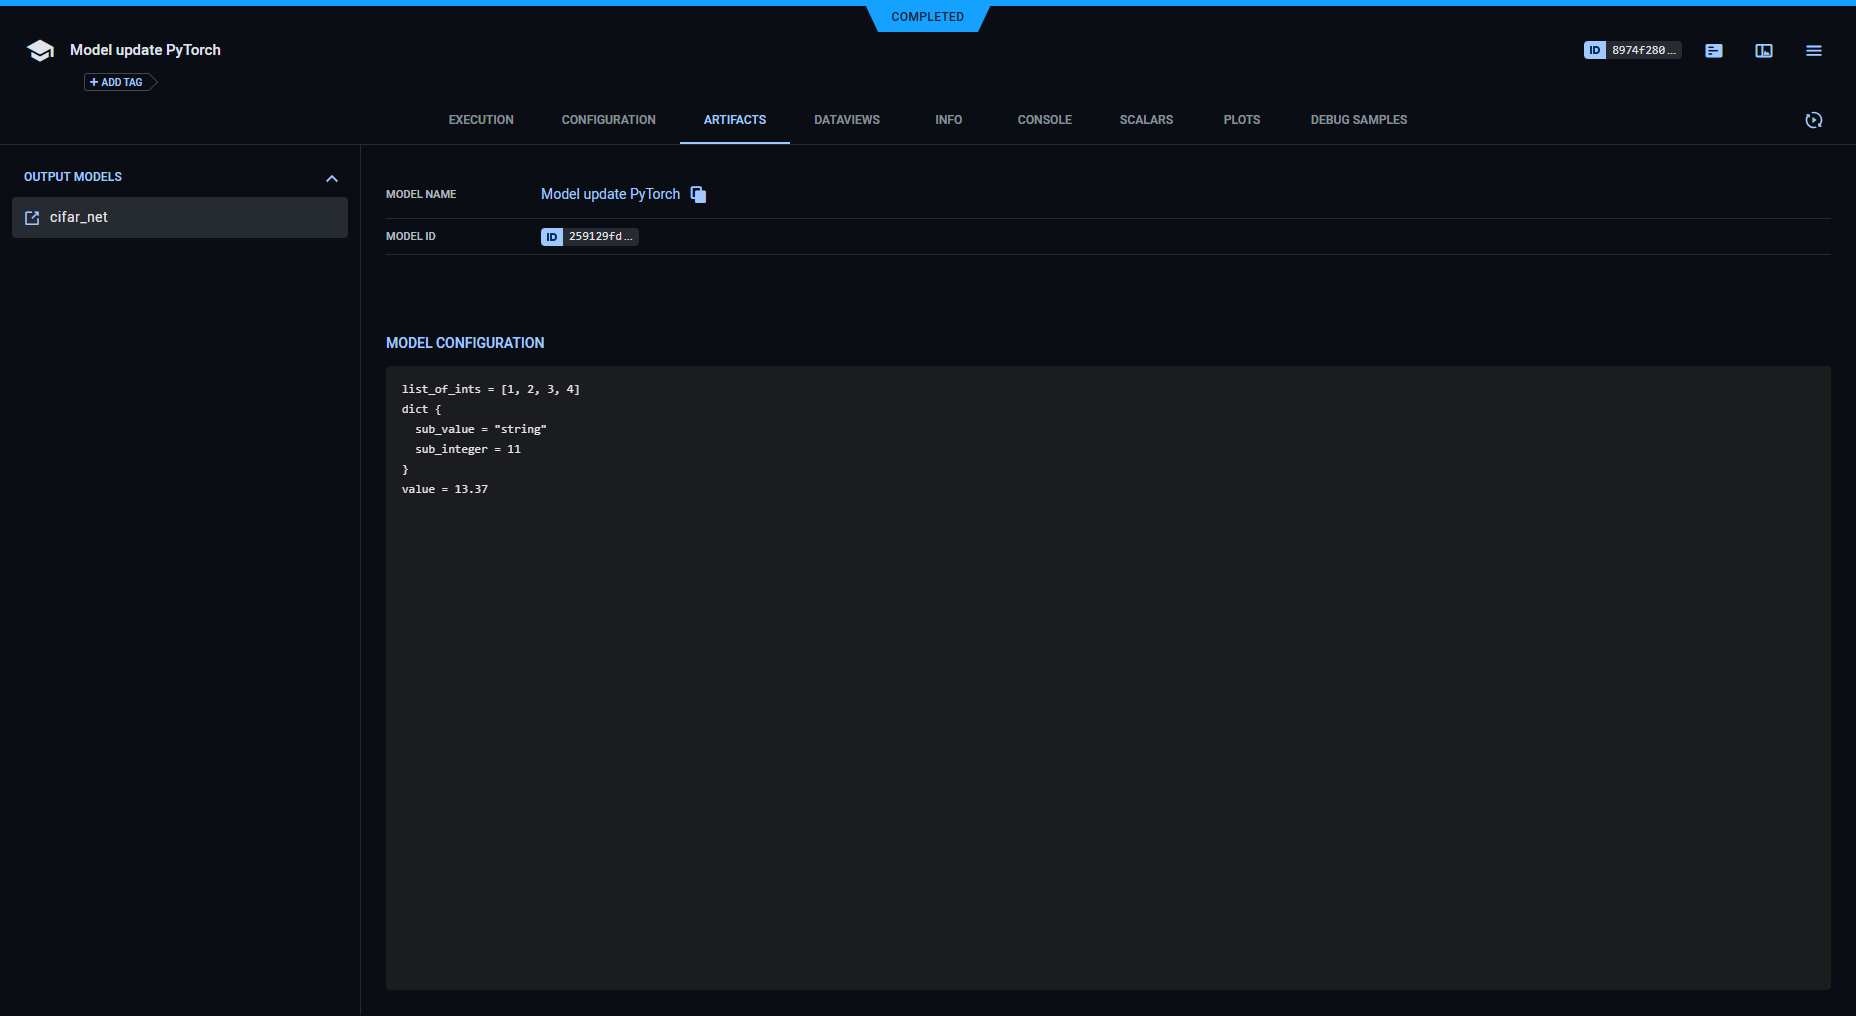 COMPLETED
Model update PyTorch
ID 8974f280...
+ ADD TAG
EXECUTION CONFIGURATION ARTIFACTS DATAVIEWS INFO CONSOLE SCALARS PLOTS DEBUG SAMPLES
OUTPUT MODELS
cifar_net
MODEL NAME Model update PyTorch
MODEL ID ID 259129fd...
MODEL CONFIGURATION
list_of_ints = [1, 2, 3, 4]
dict {
  sub_value = "string"
  sub_integer = 11
}
value = 13.37